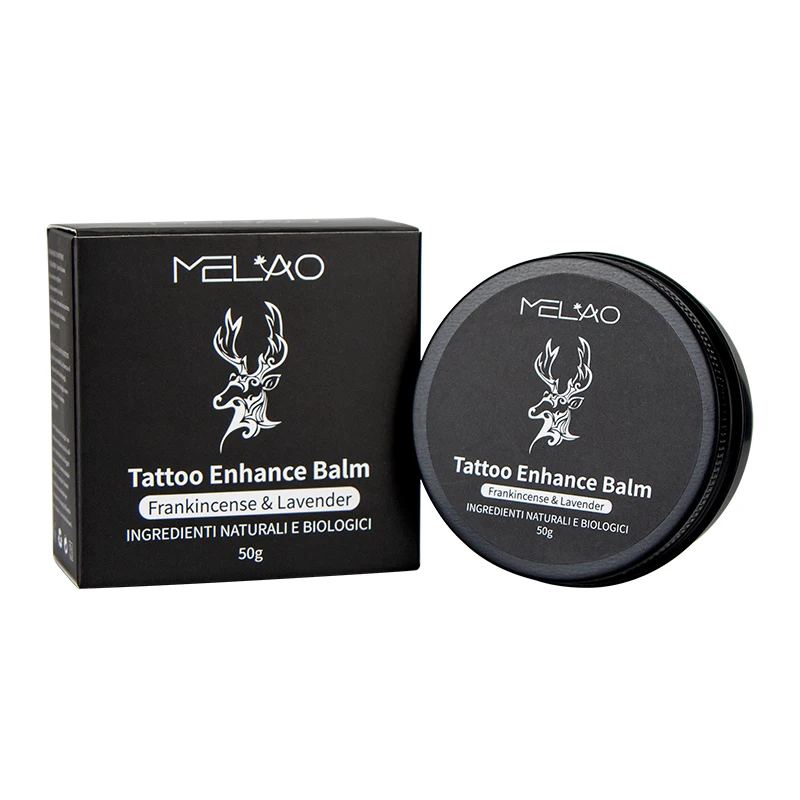 MELAO
Tattoo Enhance Balm
Frankincense & Lavender
INGREDIENTI NATURALI E BIOLOGICI
50g
MELAO
Tattoo Enhance Balm
Frankincense & Lavender
INGREDIENTI NATURALI E BIOLOGICI
50g